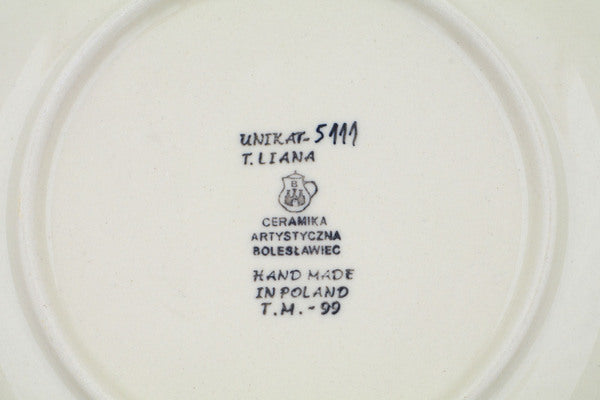 UNIKAT-5111
T. LIANA
B
CERAMIKA
ARTYSTYCZNA
BOLESŁAWIEC
HAND MADE
IN POLAND
T.M.-99